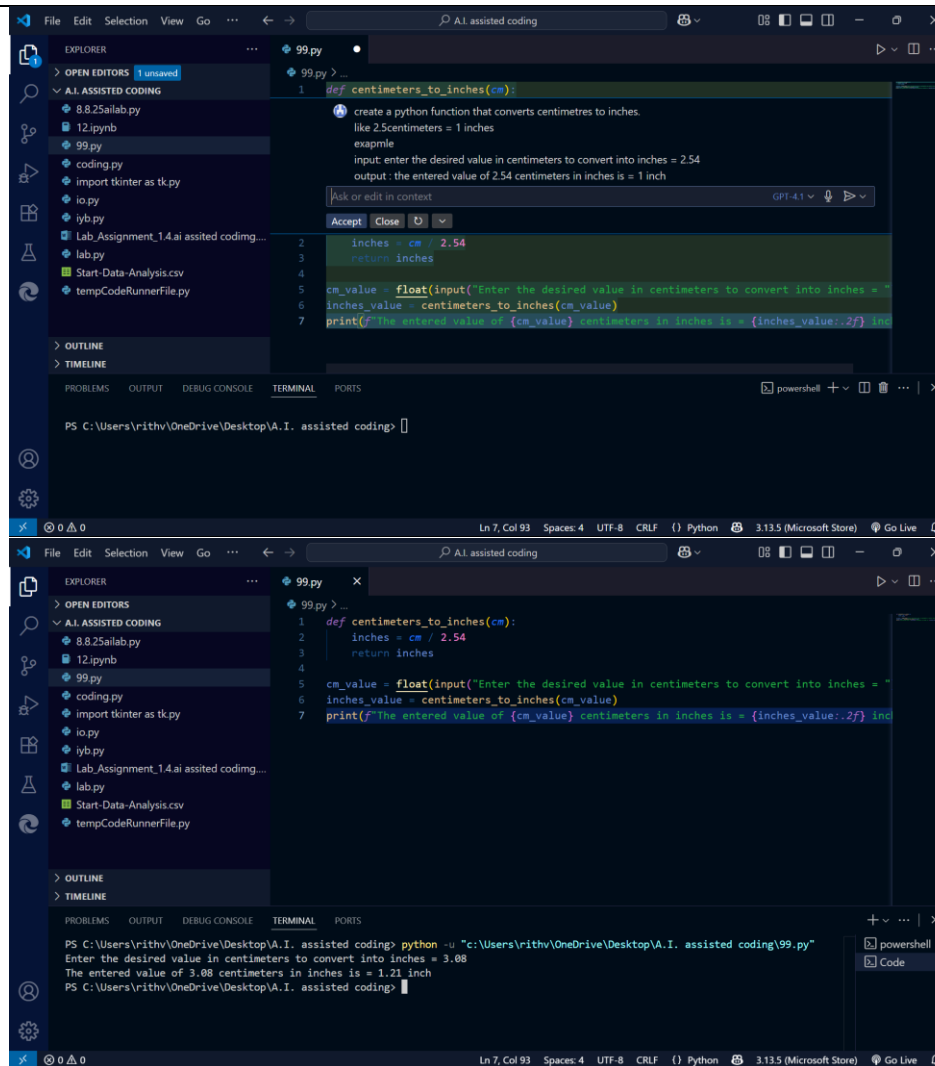 File Edit Selection View Go ··· ← → A.I. assisted coding
EXPLORER ··· 99.py ●
> OPEN EDITORS 1 unsaved 99.py > ...
A.I. ASSISTED CODING
8.8.25ailab.py
12.ipynb
99.py
coding.py
import tkinter as tk.py
io.py
iyb.py
Lab_Assignment_1.4.ai assited codimg....
lab.py
Start-Data-Analysis.csv
tempCodeRunnerFile.py
> OUTLINE
> TIMELINE
1 def centimeters_to_inches(cm):
create a python function that converts centimetres to inches.
like 2.5centimeters = 1 inches
exapmle
input: enter the desired value in centimeters to convert into inches = 2.54
output : the entered value of 2.54 centimeters in inches is = 1 inch
Ask or edit in context GPT-4.1
Accept Close
2 inches = cm / 2.54
3 return inches
4
5 cm_value = float(input("Enter the desired value in centimeters to convert into inches = "
6 inches_value = centimeters_to_inches(cm_value)
7 print(f"The entered value of {cm_value} centimeters in inches is = {inches_value:.2f} inc
PROBLEMS OUTPUT DEBUG CONSOLE TERMINAL PORTS powershell
PS C:\Users\rithv\OneDrive\Desktop\A.I. assisted coding>
0 0 Ln 7, Col 93 Spaces: 4 UTF-8 CRLF {} Python 3.13.5 (Microsoft Store) Go Live
File Edit Selection View Go ··· ← → A.I. assisted coding
EXPLORER ··· 99.py ×
> OPEN EDITORS 99.py > ...
A.I. ASSISTED CODING
8.8.25ailab.py
12.ipynb
99.py
coding.py
import tkinter as tk.py
io.py
iyb.py
Lab_Assignment_1.4.ai assited codimg....
lab.py
Start-Data-Analysis.csv
tempCodeRunnerFile.py
> OUTLINE
> TIMELINE
1 def centimeters_to_inches(cm):
2 inches = cm / 2.54
3 return inches
4
5 cm_value = float(input("Enter the desired value in centimeters to convert into inches = "
6 inches_value = centimeters_to_inches(cm_value)
7 print(f"The entered value of {cm_value} centimeters in inches is = {inches_value:.2f} inc
PROBLEMS OUTPUT DEBUG CONSOLE TERMINAL PORTS
PS C:\Users\rithv\OneDrive\Desktop\A.I. assisted coding> python -u "c:\Users\rithv\OneDrive\Desktop\A.I. assisted coding\99.py"
Enter the desired value in centimeters to convert into inches = 3.08
The entered value of 3.08 centimeters in inches is = 1.21 inch
PS C:\Users\rithv\OneDrive\Desktop\A.I. assisted coding>
powershell
Code
0 0 Ln 7, Col 93 Spaces: 4 UTF-8 CRLF {} Python 3.13.5 (Microsoft Store) Go Live